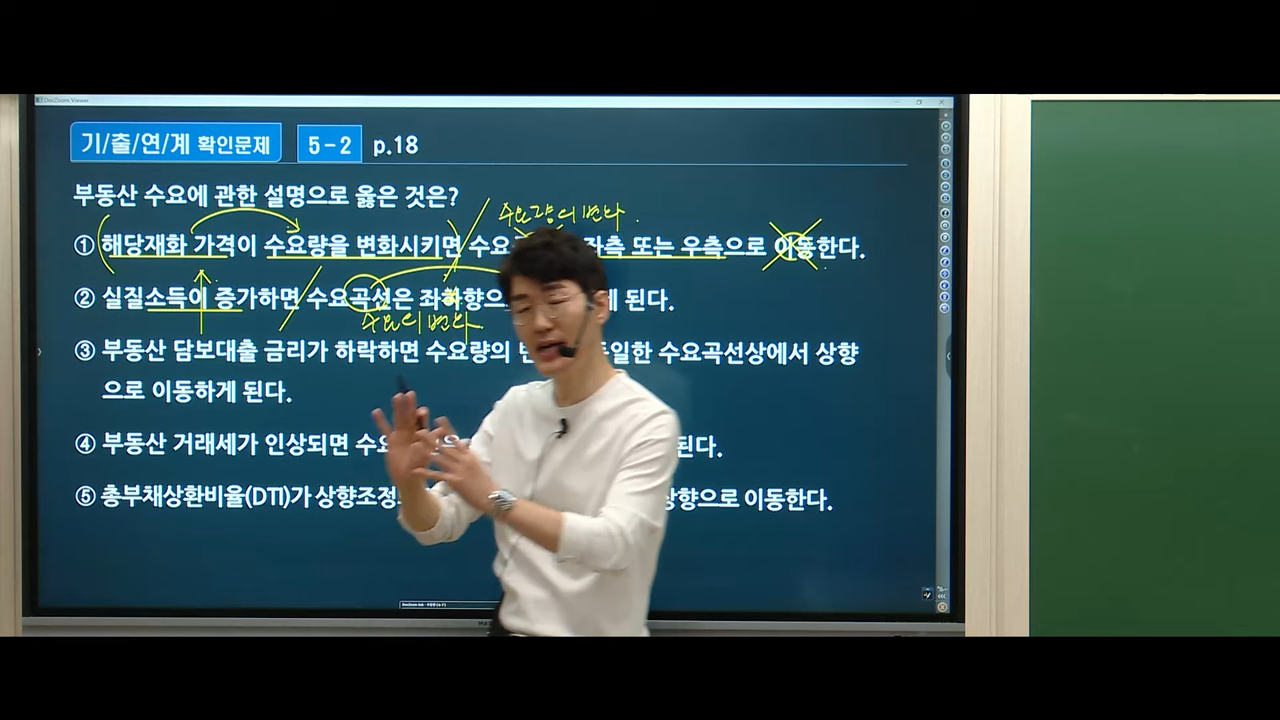 DocZoom Viewer
기/출/연/계 확인문제 5-2 p.18
부동산 수요에 관한 설명으로 옳은 것은?
수요량의 변화.
① 해당재화 가격이 수요량을 변화시키면 수요 좌측 또는 우측으로 이동한다.
② 실질소득이 증가하면 수요곡선은 좌하향으 게 된다.
수요의 변화.
③ 부동산 담보대출 금리가 하락하면 수요량의 동일한 수요곡선상에서 상향
으로 이동하게 된다.
④ 부동산 거래세가 인상되면 수요 된다.
⑤ 총부채상환비율(DTI)가 상향조정 상향으로 이동한다.